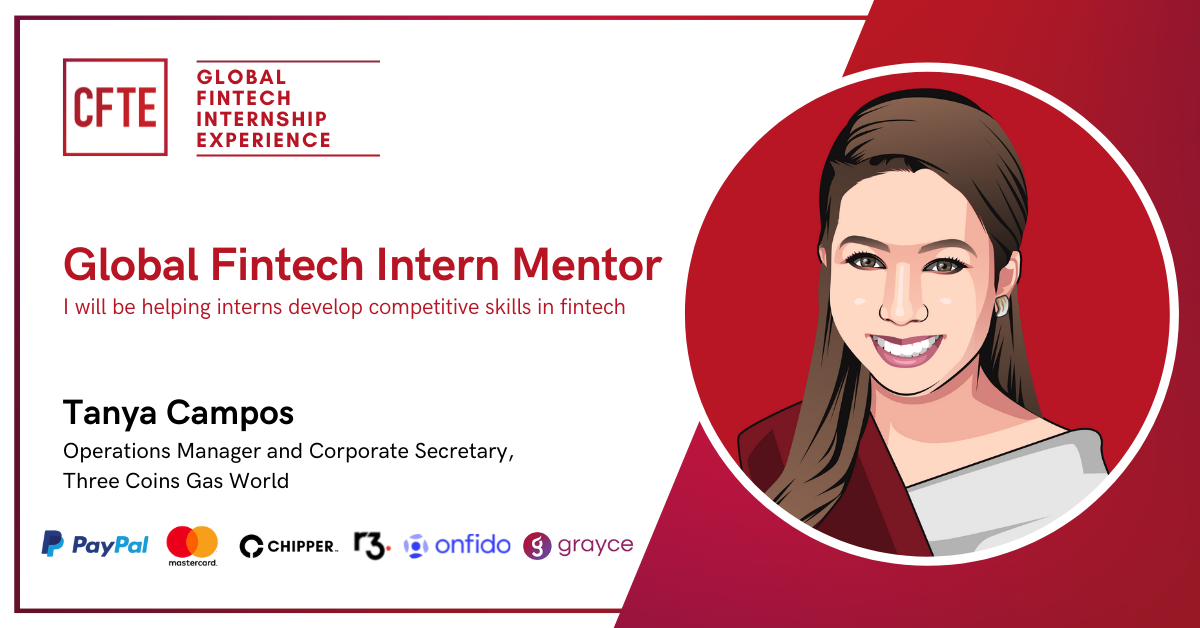 CFTE
GLOBAL
FINTECH
INTERNSHIP
EXPERIENCE
Global Fintech Intern Mentor
I will be helping interns develop competitive skills in fintech
Tanya Campos
Operations Manager and Corporate Secretary,
Three Coins Gas World
PayPal mastercard. CHIPPER r3. onfido g grayce